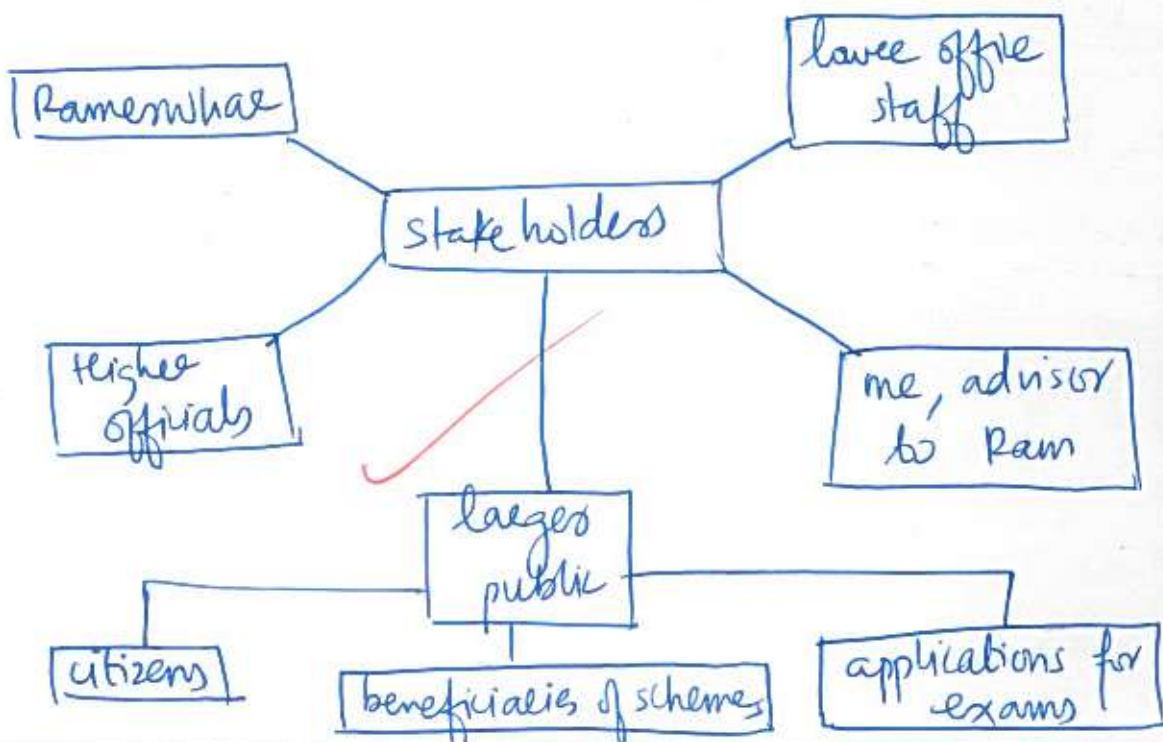 Rameswhar
lower office
staff
stakeholders
Higher
officials
me, advisor
to Ram
larger
public
citizens
beneficiaries of schemes
applications for
exams